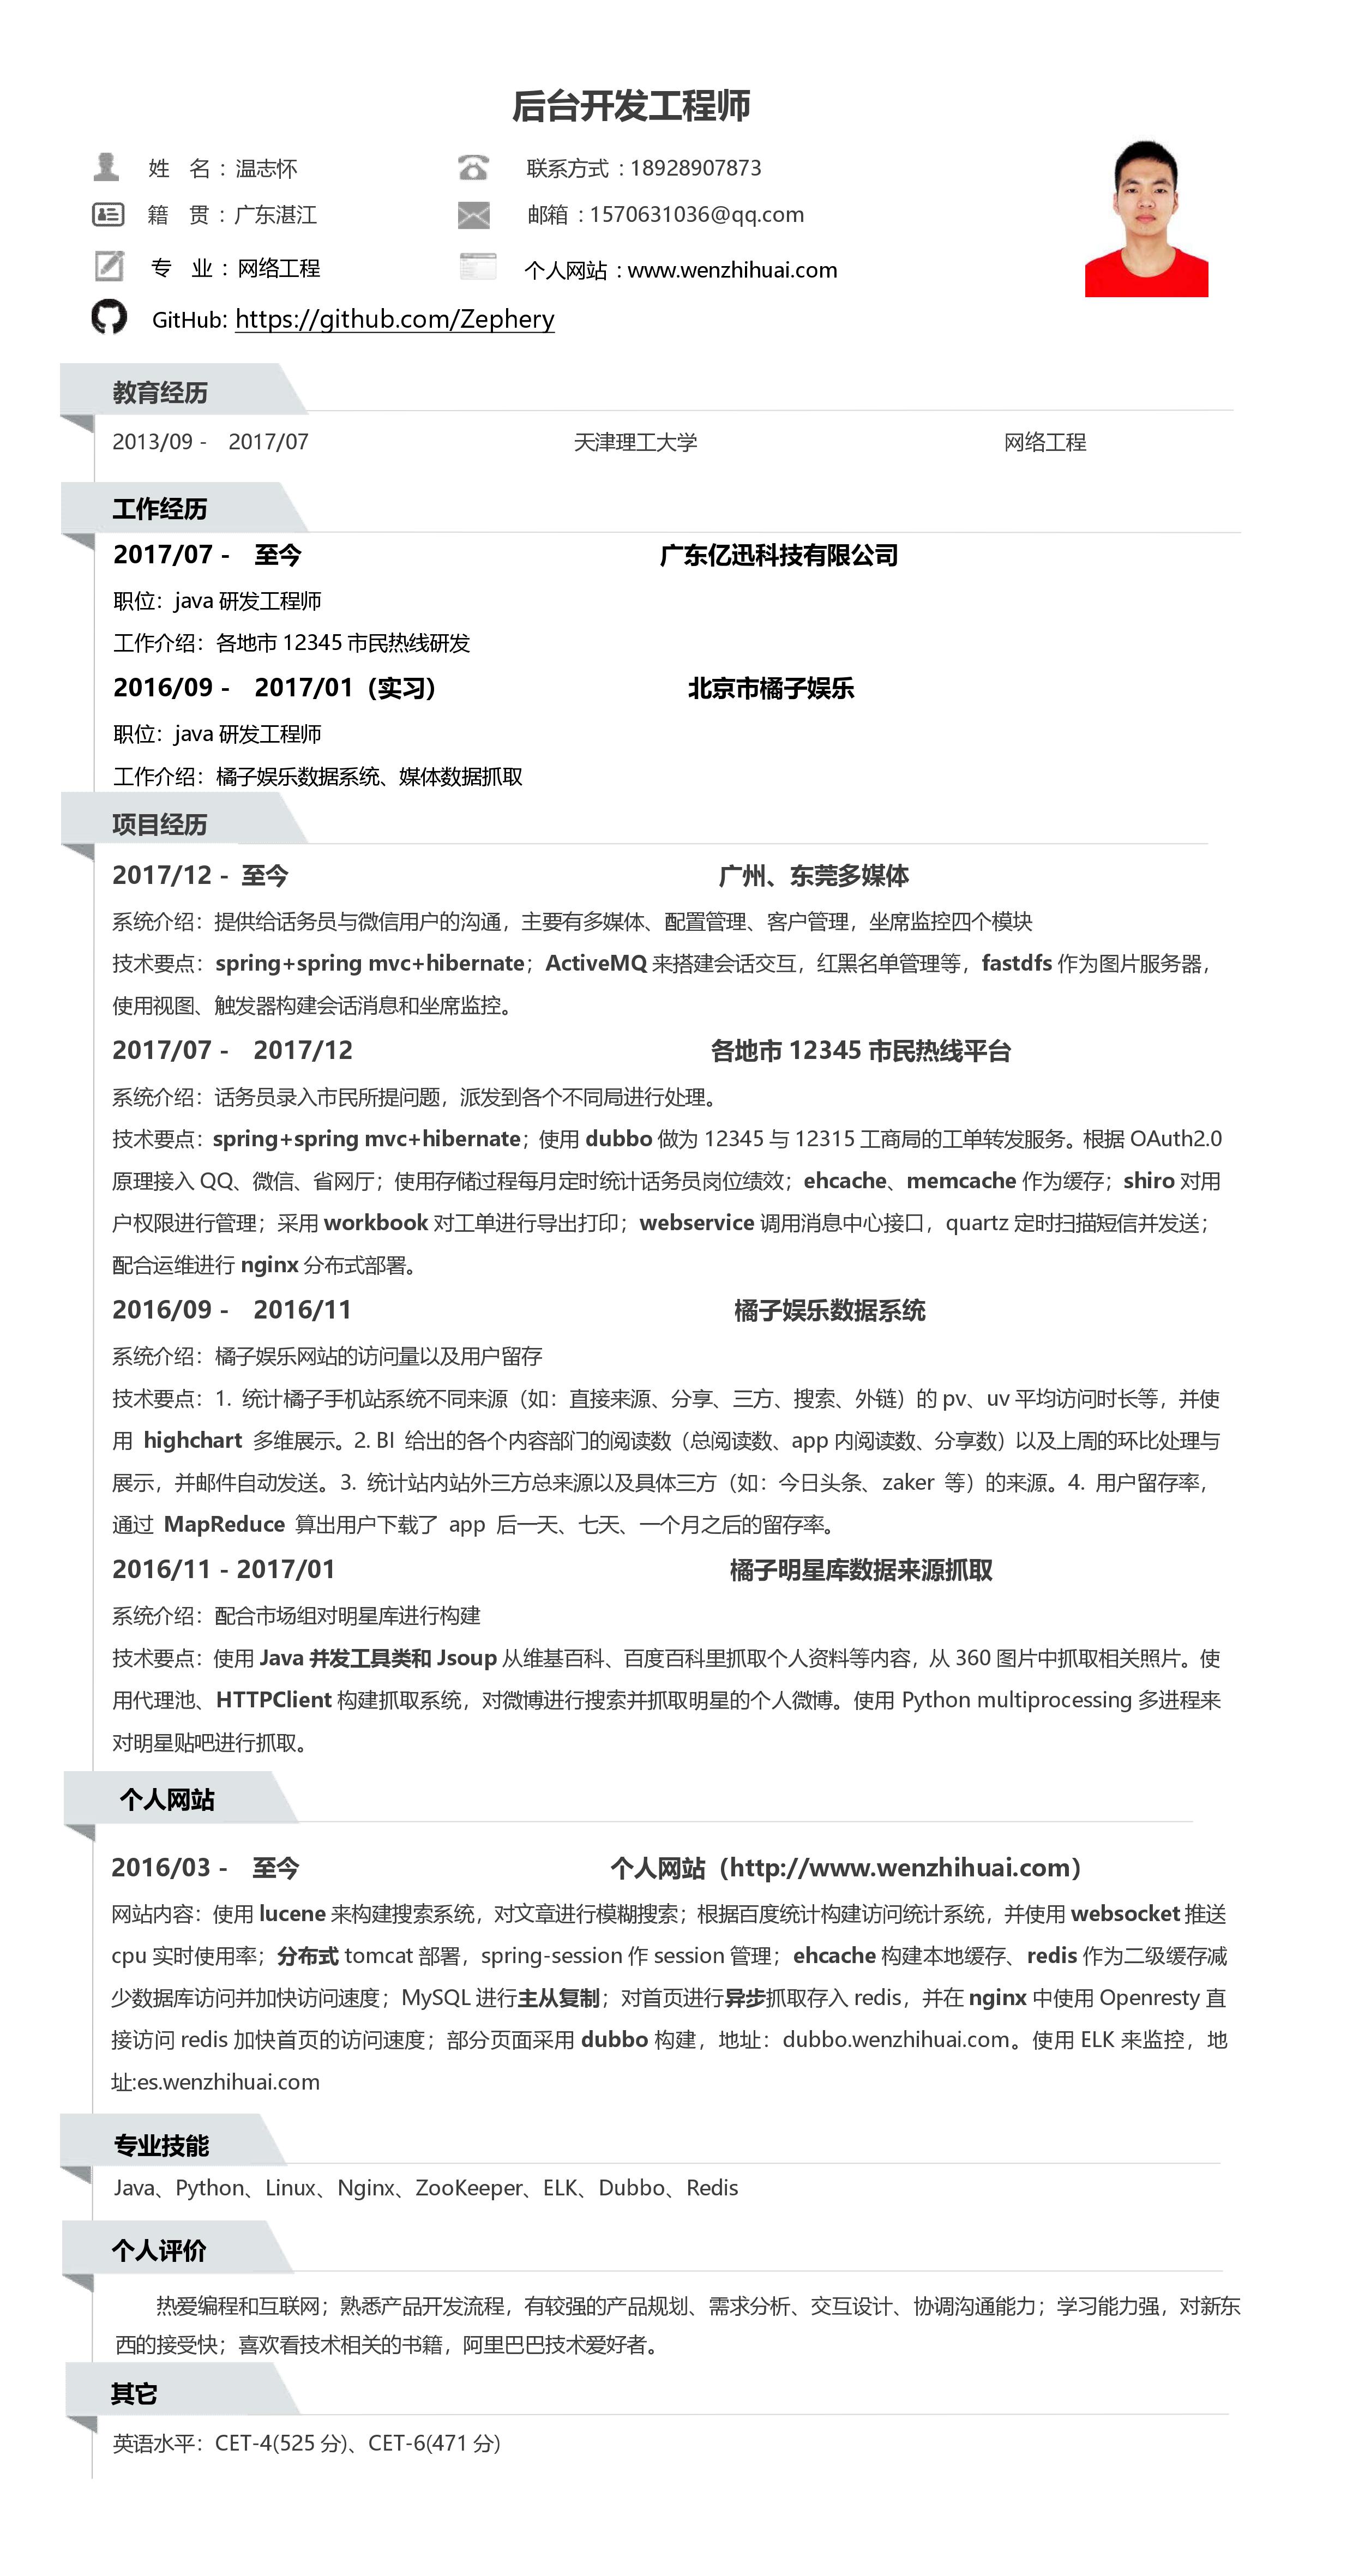 后台开发工程师
姓 名：温志怀
联系方式：18928907873
籍 贯：广东湛江
邮箱：1570631036@qq.com
专 业：网络工程
个人网站：www.wenzhihuai.com
GitHub: https://github.com/Zephery
教育经历
2013/09 - 2017/07 天津理工大学 网络工程
工作经历
2017/07 - 至今 广东亿迅科技有限公司
职位：java 研发工程师
工作介绍：各地市 12345 市民热线研发
2016/09 - 2017/01（实习） 北京市橘子娱乐
职位：java 研发工程师
工作介绍：橘子娱乐数据系统、媒体数据抓取
项目经历
2017/12 - 至今 广州、东莞多媒体
系统介绍：提供给话务员与微信用户的沟通，主要有多媒体、配置管理、客户管理，坐席监控四个模块
技术要点：spring+spring mvc+hibernate；ActiveMQ 来搭建会话交互，红黑名单管理等，fastdfs 作为图片服务器，
使用视图、触发器构建会话消息和坐席监控。
2017/07 - 2017/12 各地市 12345 市民热线平台
系统介绍：话务员录入市民所提问题，派发到各个不同局进行处理。
技术要点：spring+spring mvc+hibernate；使用 dubbo 做为 12345 与 12315 工商局的工单转发服务。根据 OAuth2.0
原理接入 QQ、微信、省网厅；使用存储过程每月定时统计话务员岗位绩效；ehcache、memcache 作为缓存；shiro 对用
户权限进行管理；采用 workbook 对工单进行导出打印；webservice 调用消息中心接口，quartz 定时扫描短信并发送；
配合运维进行 nginx 分布式部署。
2016/09 - 2016/11 橘子娱乐数据系统
系统介绍：橘子娱乐网站的访问量以及用户留存
技术要点：1. 统计橘子手机站系统不同来源（如：直接来源、分享、三方、搜索、外链）的 pv、uv 平均访问时长等，并使
用 highchart 多维展示。2. BI 给出的各个内容部门的阅读数（总阅读数、app 内阅读数、分享数）以及上周的环比处理与
展示，并邮件自动发送。3. 统计站内站外三方总来源以及具体三方（如：今日头条、zaker 等）的来源。4. 用户留存率，
通过 MapReduce 算出用户下载了 app 后一天、七天、一个月之后的留存率。
2016/11 - 2017/01 橘子明星库数据来源抓取
系统介绍：配合市场组对明星库进行构建
技术要点：使用 Java 并发工具类和 Jsoup 从维基百科、百度百科里抓取个人资料等内容，从 360 图片中抓取相关照片。使
用代理池、HTTPClient 构建抓取系统，对微博进行搜索并抓取明星的个人微博。使用 Python multiprocessing 多进程来
对明星贴吧进行抓取。
个人网站
2016/03 - 至今 个人网站（http://www.wenzhihuai.com）
网站内容：使用 lucene 来构建搜索系统，对文章进行模糊搜索；根据百度统计构建访问统计系统，并使用 websocket 推送
cpu 实时使用率；分布式 tomcat 部署，spring-session 作 session 管理；ehcache 构建本地缓存、redis 作为二级缓存减
少数据库访问并加快访问速度；MySQL 进行主从复制；对首页进行异步抓取存入 redis，并在 nginx 中使用 Openresty 直
接访问 redis 加快首页的访问速度；部分页面采用 dubbo 构建，地址：dubbo.wenzhihuai.com。使用 ELK 来监控，地
址:es.wenzhihuai.com
专业技能
Java、Python、Linux、Nginx、ZooKeeper、ELK、Dubbo、Redis
个人评价
热爱编程和互联网；熟悉产品开发流程，有较强的产品规划、需求分析、交互设计、协调沟通能力；学习能力强，对新东
西的接受快；喜欢看技术相关的书籍，阿里巴巴技术爱好者。
其它
英语水平：CET-4(525 分)、CET-6(471 分)